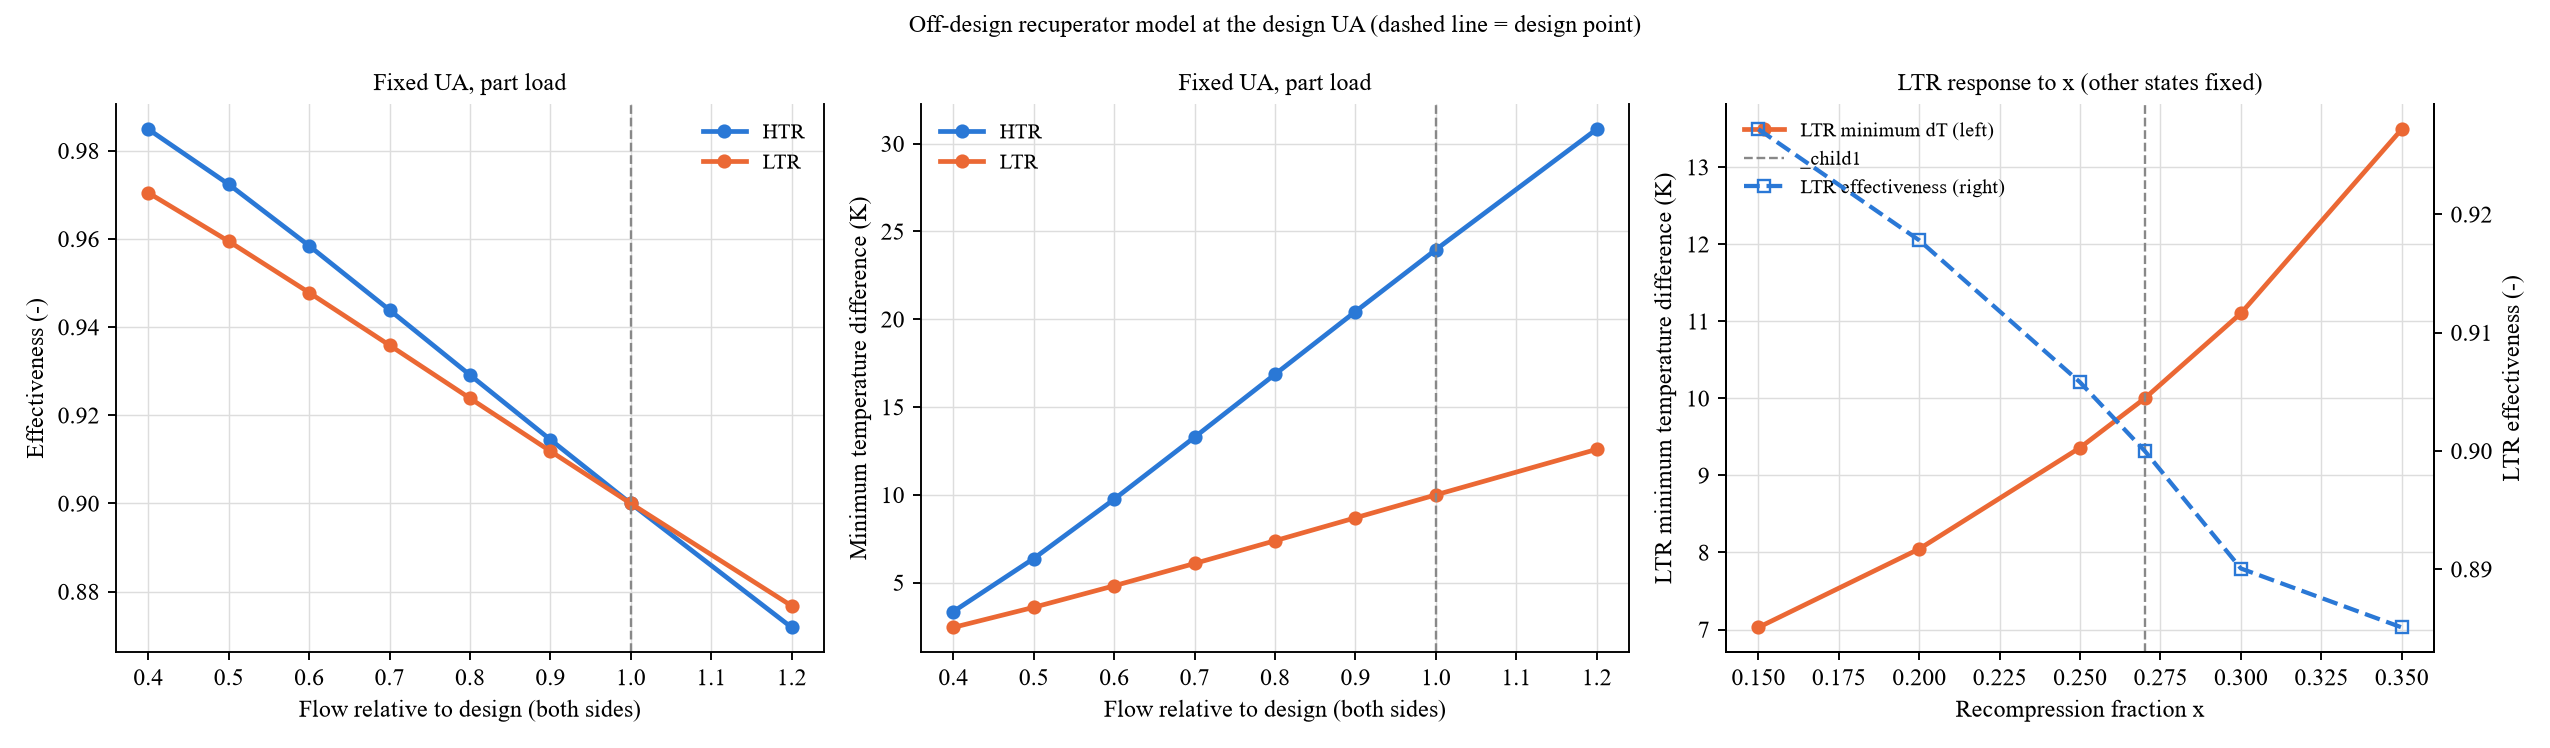 Off-design recuperator model at the design UA (dashed line = design point)
Fixed UA, part load
Effectiveness (-)
0.98
0.96
0.94
0.92
0.90
0.88
HTR
LTR
0.4 0.5 0.6 0.7 0.8 0.9 1.0 1.1 1.2
Flow relative to design (both sides)
Fixed UA, part load
Minimum temperature difference (K)
30
25
20
15
10
5
HTR
LTR
0.4 0.5 0.6 0.7 0.8 0.9 1.0 1.1 1.2
Flow relative to design (both sides)
LTR response to x (other states fixed)
LTR minimum temperature difference (K)
13
12
11
10
9
8
7
LTR minimum dT (left)
_child1
LTR effectiveness (right)
0.150 0.175 0.200 0.225 0.250 0.275 0.300 0.325 0.350
Recompression fraction x
0.92
0.91
0.90
0.89
LTR effectiveness (-)